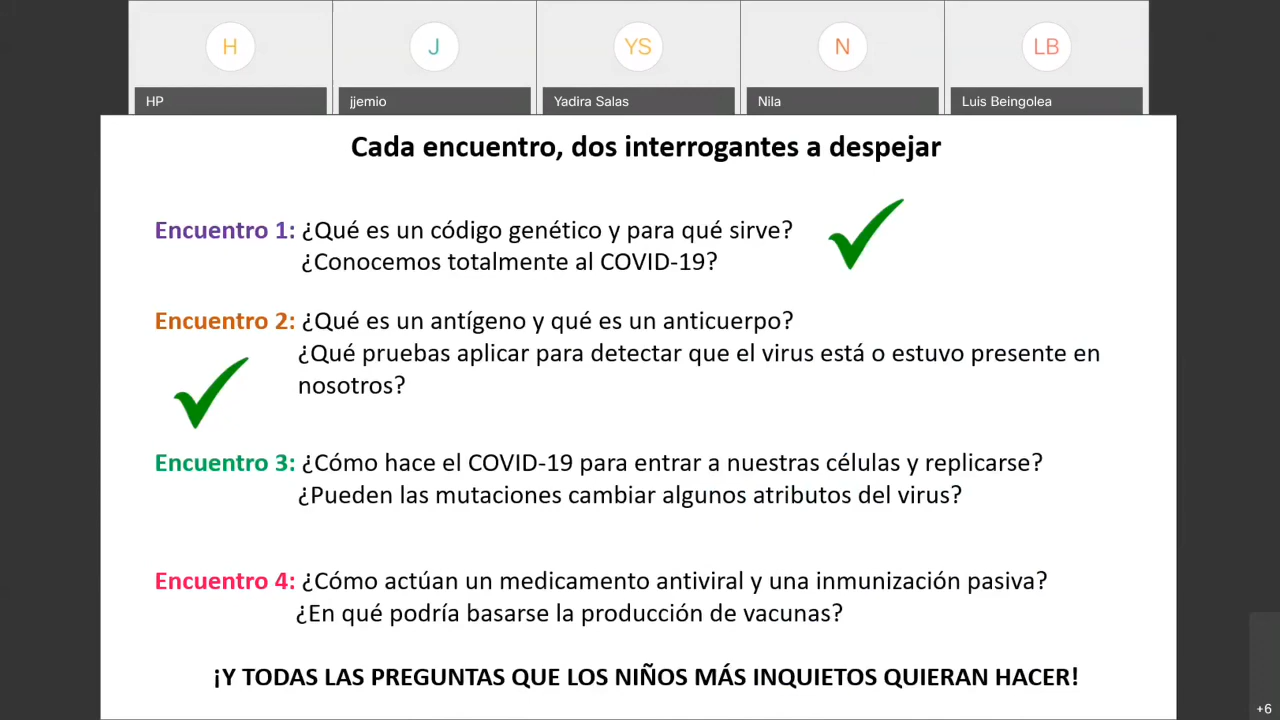 H
J
YS
N
LB
HP
jjemio
Yadira Salas
Nila
Luis Beingolea
Cada encuentro, dos interrogantes a despejar
Encuentro 1: ¿Qué es un código genético y para qué sirve?
¿Conocemos totalmente al COVID-19?
Encuentro 2: ¿Qué es un antígeno y qué es un anticuerpo?
¿Qué pruebas aplicar para detectar que el virus está o estuvo presente en
nosotros?
Encuentro 3: ¿Cómo hace el COVID-19 para entrar a nuestras células y replicarse?
¿Pueden las mutaciones cambiar algunos atributos del virus?
Encuentro 4: ¿Cómo actúan un medicamento antiviral y una inmunización pasiva?
¿En qué podría basarse la producción de vacunas?
¡Y TODAS LAS PREGUNTAS QUE LOS NIÑOS MÁS INQUIETOS QUIERAN HACER!
+6